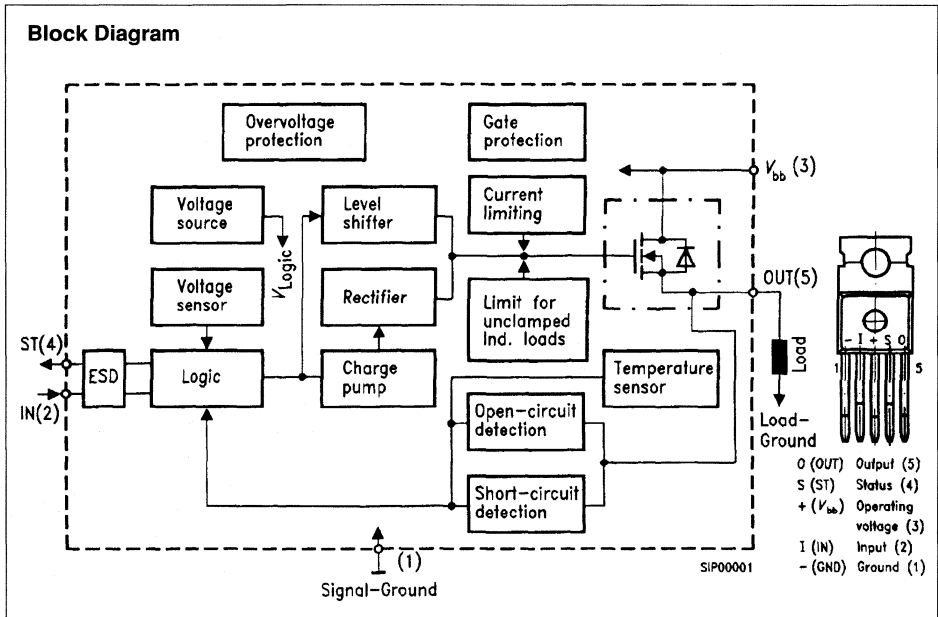 Block Diagram
Overvoltage
protection
Gate
protection
Voltage
source
Level
shifter
Current
limiting
V_bb (3)
V_Logic
Voltage
sensor
Rectifier
Limit for
unclamped
Ind. loads
OUT(5)
ST(4)
ESD
Logic
Charge
pump
Temperature
sensor
Load
IN(2)
Open-circuit
detection
Load-
Ground
Short-circuit
detection
(1)
Signal-Ground
SIP00001
- I + S O
1
5
O (OUT) Output (5)
S (ST) Status (4)
+ (V_bb) Operating
voltage (3)
I (IN) Input (2)
- (GND) Ground (1)